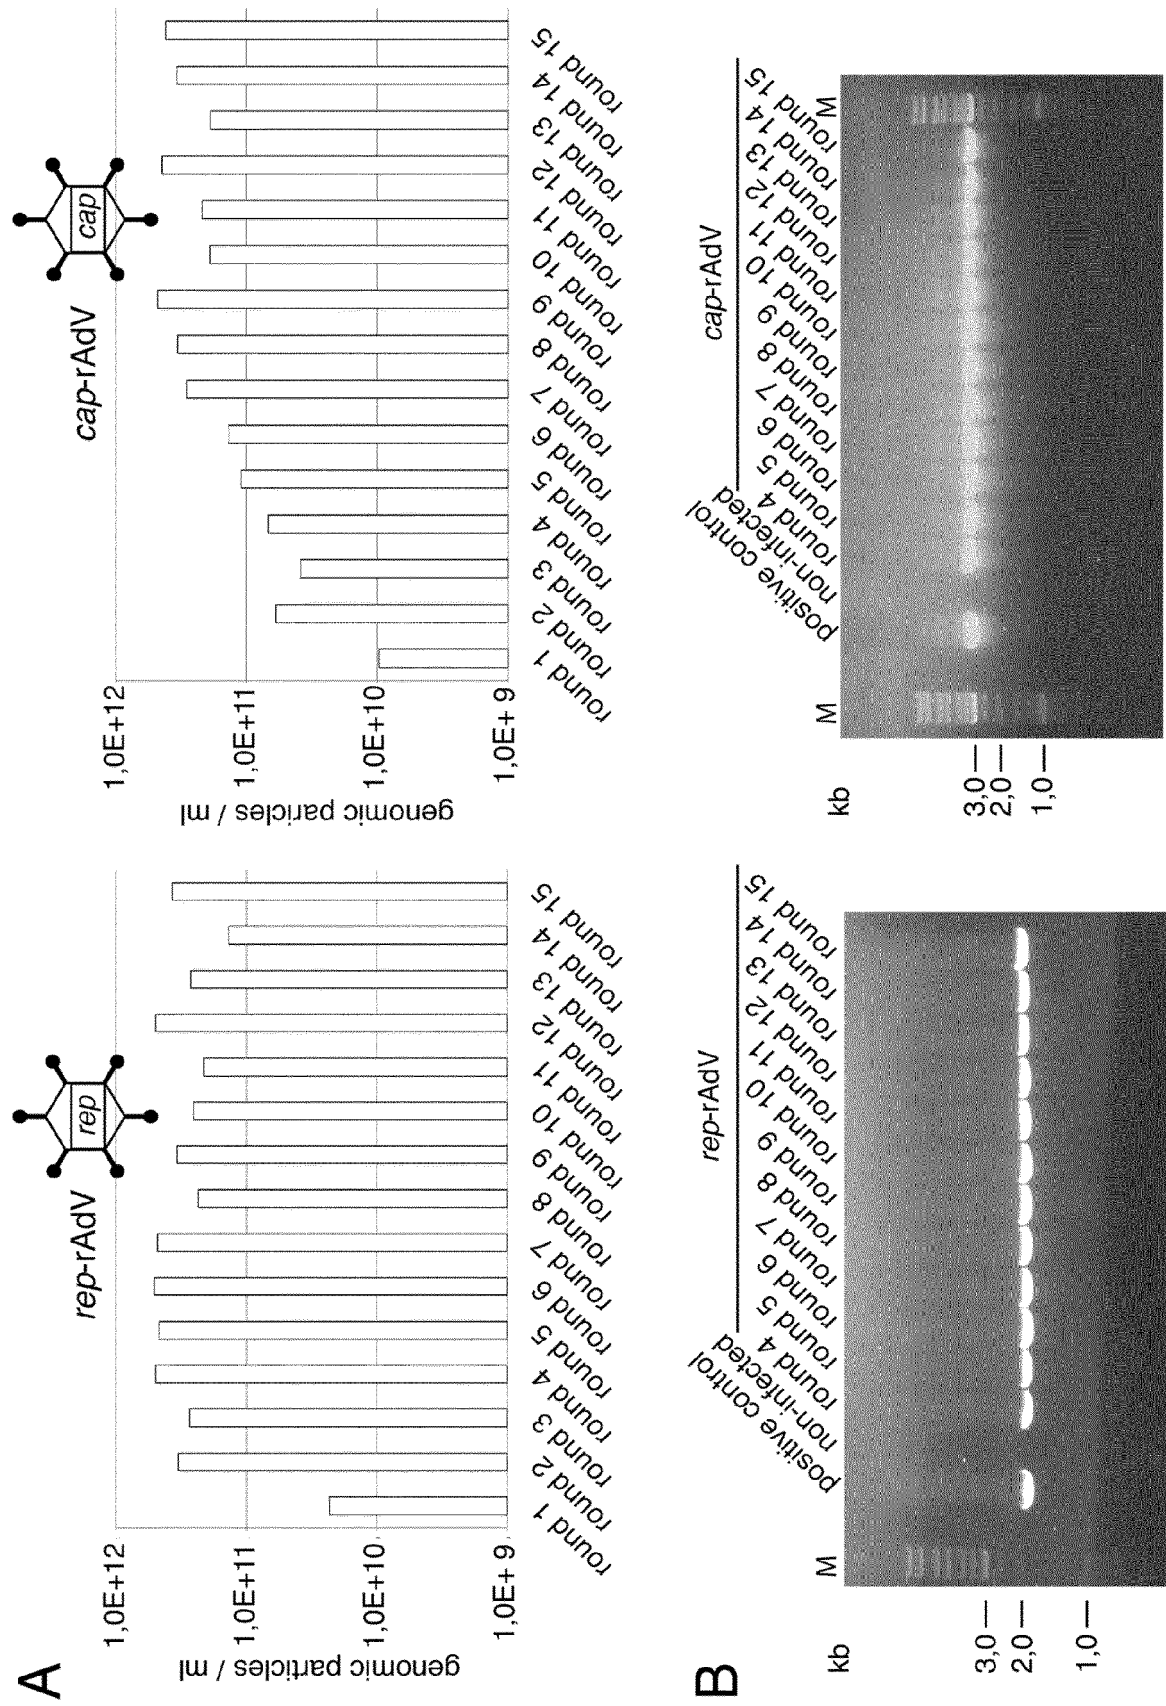 A
rep-rAdV
rep
genomic particles / ml
1,0E+12
1,0E+11
1,0E+10
1,0E+ 9
round 1
round 2
round 3
round 4
round 5
round 6
round 7
round 8
round 9
round 10
round 11
round 12
round 13
round 14
round 15
cap-rAdV
cap
genomic paricles / ml
1,0E+12
1,0E+11
1,0E+10
1,0E+ 9
round 1
round 2
round 3
round 4
round 5
round 6
round 7
round 8
round 9
round 10
round 11
round 12
round 13
round 14
round 15
B
rep-rAdV
M
positive control
non-infected
round 4
round 5
round 6
round 7
round 8
round 9
round 10
round 11
round 12
round 13
round 14
round 15
kb
3,0
2,0
1,0
cap-rAdV
M
positive control
non-infected
round 4
round 5
round 6
round 7
round 8
round 9
round 10
round 11
round 12
round 13
round 14
round 15
M
kb
3,0
2,0
1,0